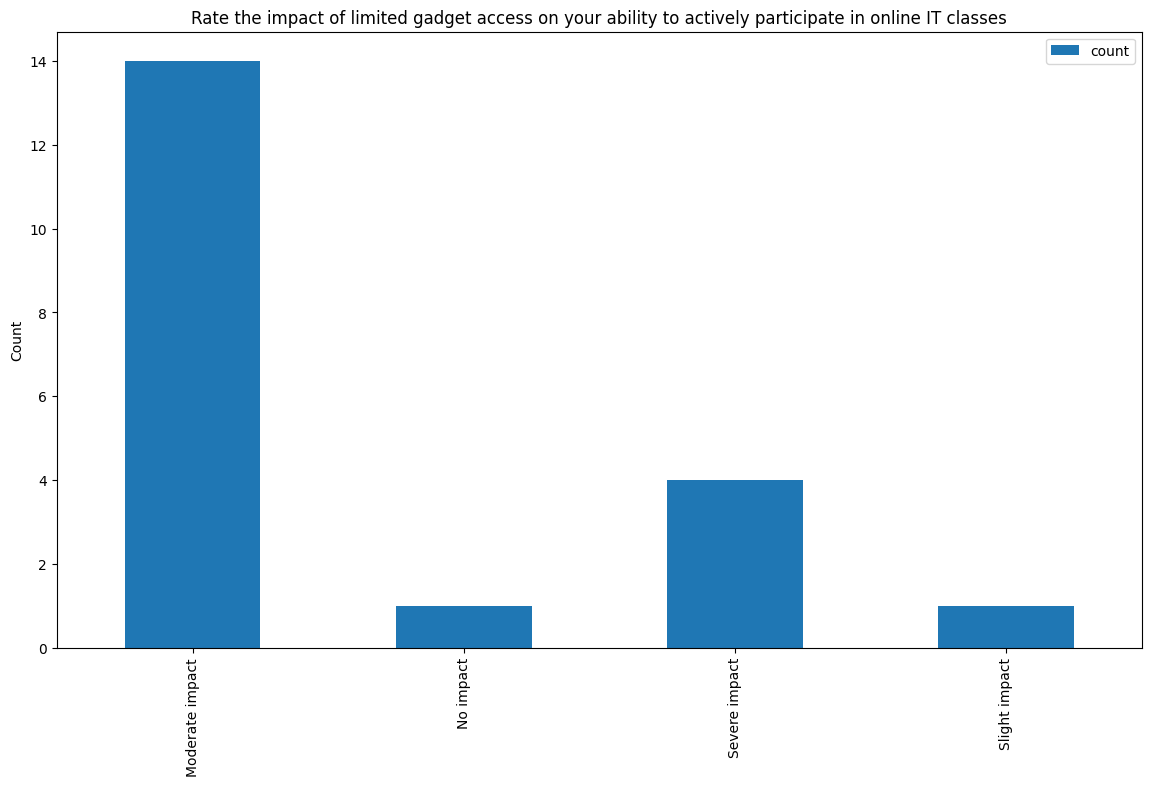 Rate the impact of limited gadget access on your ability to actively participate in online IT classes
count
Count
14
12
10
8
6
4
2
0
Moderate impact
No impact
Severe impact
Slight impact